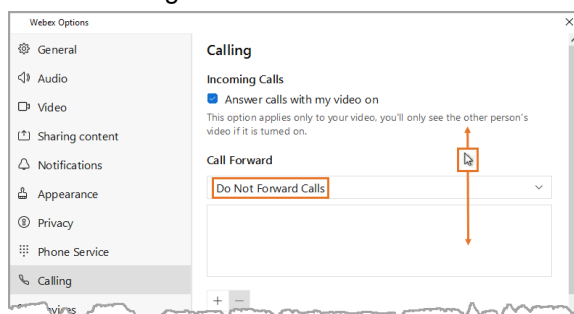 Webex Options
General
Audio
Video
Sharing content
Notifications
Appearance
Privacy
Phone Service
Calling
Calling
Incoming Calls
Answer calls with my video on
This option applies only to your video, you'll only see the other person's
video if it is turned on.
Call Forward
Do Not Forward Calls